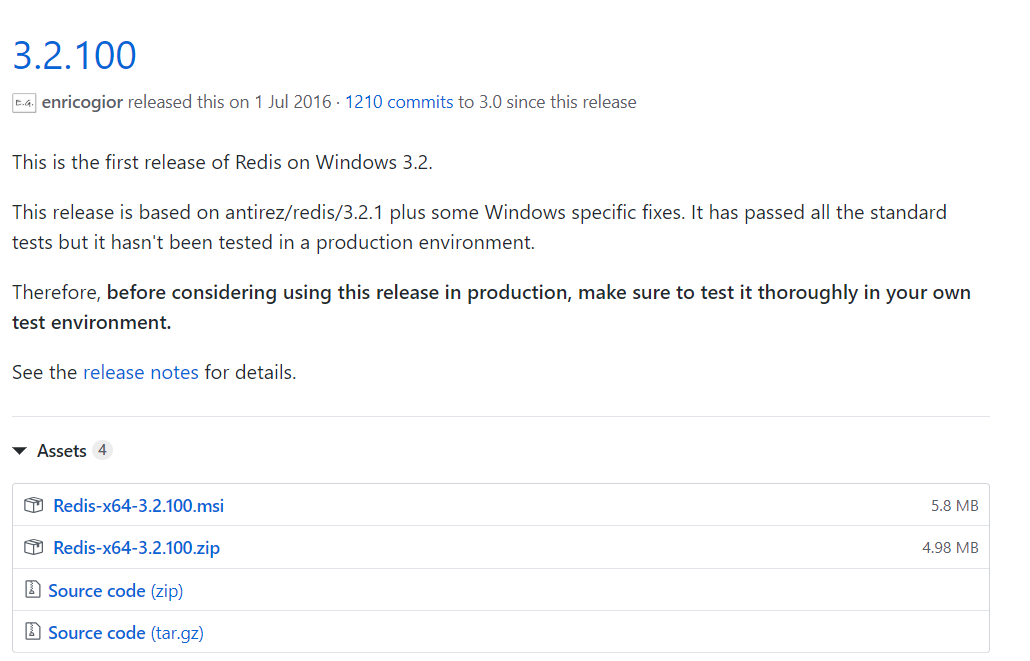 3.2.100
E.G. enricogior released this on 1 Jul 2016 · 1210 commits to 3.0 since this release
This is the first release of Redis on Windows 3.2.
This release is based on antirez/redis/3.2.1 plus some Windows specific fixes. It has passed all the standard
tests but it hasn't been tested in a production environment.
Therefore, before considering using this release in production, make sure to test it thoroughly in your own
test environment.
See the release notes for details.
Assets 4
Redis-x64-3.2.100.msi 5.8 MB
Redis-x64-3.2.100.zip 4.98 MB
Source code (zip)
Source code (tar.gz)